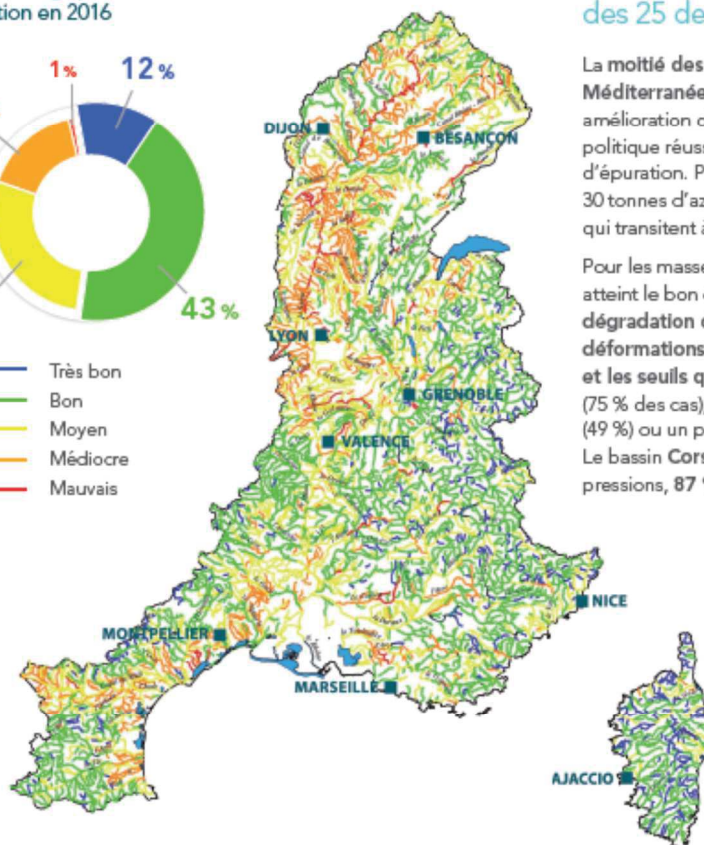 tion en 2016
1 %
12 %
43 %
Très bon
Bon
Moyen
Médiocre
Mauvais
DIJON
BESANÇON
LYON
GRENOBLE
VALENCE
MONTPELLIER
MARSEILLE
NICE
AJACCIO
des 25 de
La moitié des
Méditerranée
amélioration
politique réuss
d'épuration. P
30 tonnes d'az
qui transitent à
Pour les masse
atteint le bon
dégradation
déformations
et les seuils q
(75 % des cas)
(49 %) ou un p
Le bassin Cors
pressions, 87